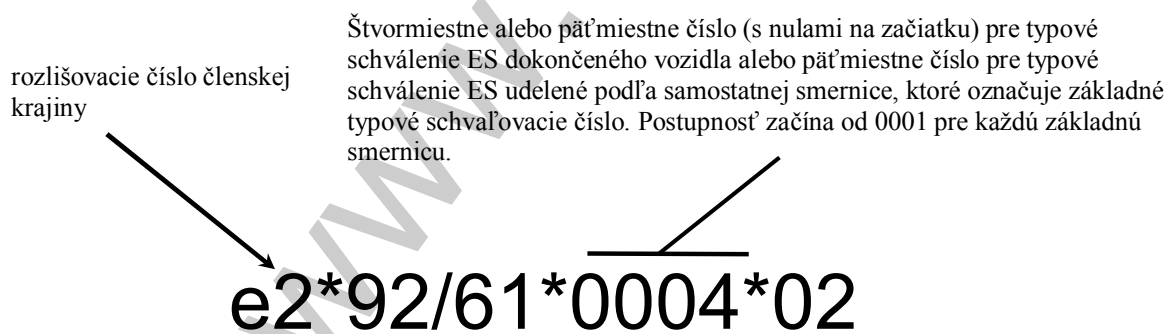 Štvormiestne alebo päťmiestne číslo (s nulami na začiatku) pre typové
schválenie ES dokončeného vozidla alebo päťmiestne číslo pre typové
schválenie ES udelené podľa samostatnej smernice, ktoré označuje základné
typové schvaľovacie číslo. Postupnosť začína od 0001 pre každú základnú
smernicu.
rozlišovacie číslo členskej
krajiny
e2*92/61*0004*02
www.